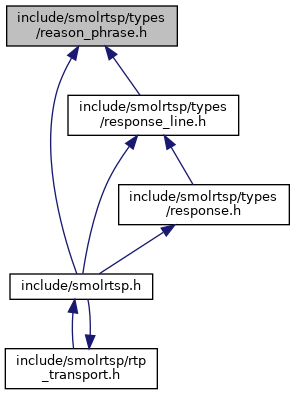 include/smolrtsp/types
/reason_phrase.h
include/smolrtsp/types
/response_line.h
include/smolrtsp/types
/response.h
include/smolrtsp.h
include/smolrtsp/rtp
_transport.h